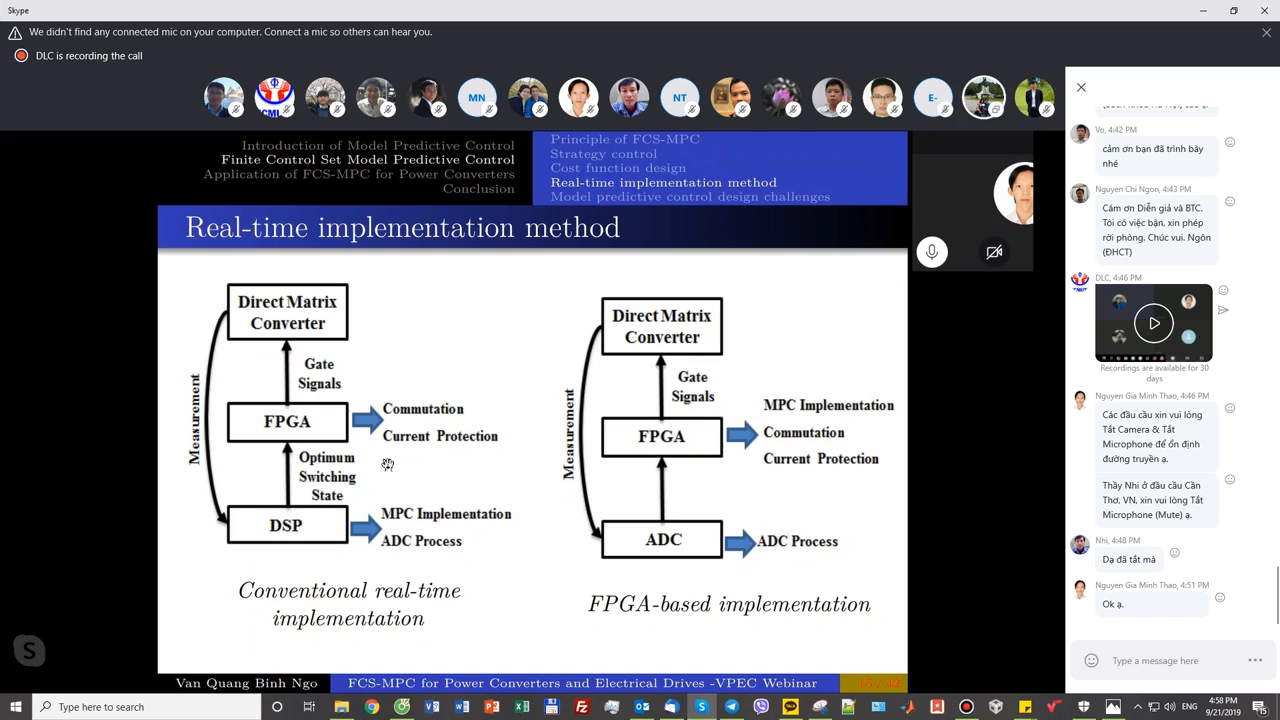 Skype
We didn't find any connected mic on your computer. Connect a mic so others can hear you.
DLC is recording the call
MN
NT
E-
CMUT
Introduction of Model Predictive Control
Finite Control Set Model Predictive Control
Application of FCS-MPC for Power Converters
Conclusion
Principle of FCS-MPC
Strategy control
Cost function design
Real-time implementation method
Model predictive control design challenges
Real-time implementation method
Direct Matrix
Converter
Gate
Signals
Measurement
FPGA
Commutation
Current Protection
Optimum
Switching
State
DSP
MPC Implementation
ADC Process
Conventional real-time
implementation
Direct Matrix
Converter
Gate
Signals
Measurement
FPGA
MPC Implementation
Commutation
Current Protection
ADC
ADC Process
FPGA-based implementation
Van Quang Binh Ngo
FCS-MPC for Power Converters and Electrical Drives -VPEC Webinar
15 / 42
Vo, 4:42 PM
cảm ơn bạn đã trình bày
nhé
Nguyen Chi Ngon, 4:43 PM
Cám ơn Diễn giả và BTC.
Tôi có việc bận, xin phép
rời phòng. Chúc vui. Ngôn
(ĐHCT)
DLC, 4:46 PM
Recordings are available for 30
days
Nguyen Gia Minh Thao, 4:46 PM
Các đầu cầu xin vui lòng
Tắt Camera & Tắt
Microphone để ổn định
đường truyền ạ.
Thầy Nhi ở đầu cầu Cần
Thơ, VN, xin vui lòng Tắt
Microphone (Mute) ạ.
Nhi, 4:48 PM
Dạ đã tắt mà
Nguyen Gia Minh Thao, 4:51 PM
Ok ạ.
Type a message here
Type here to search
4:58 PM
9/21/2019
15